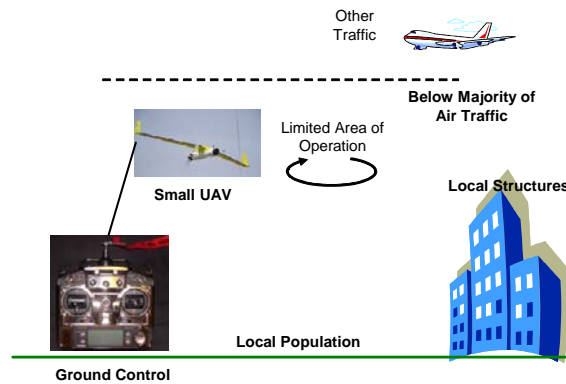 Other
Traffic
Below Majority of
Air Traffic
Limited Area of
Operation
Small UAV
Local Structures
Local Population
Ground Control